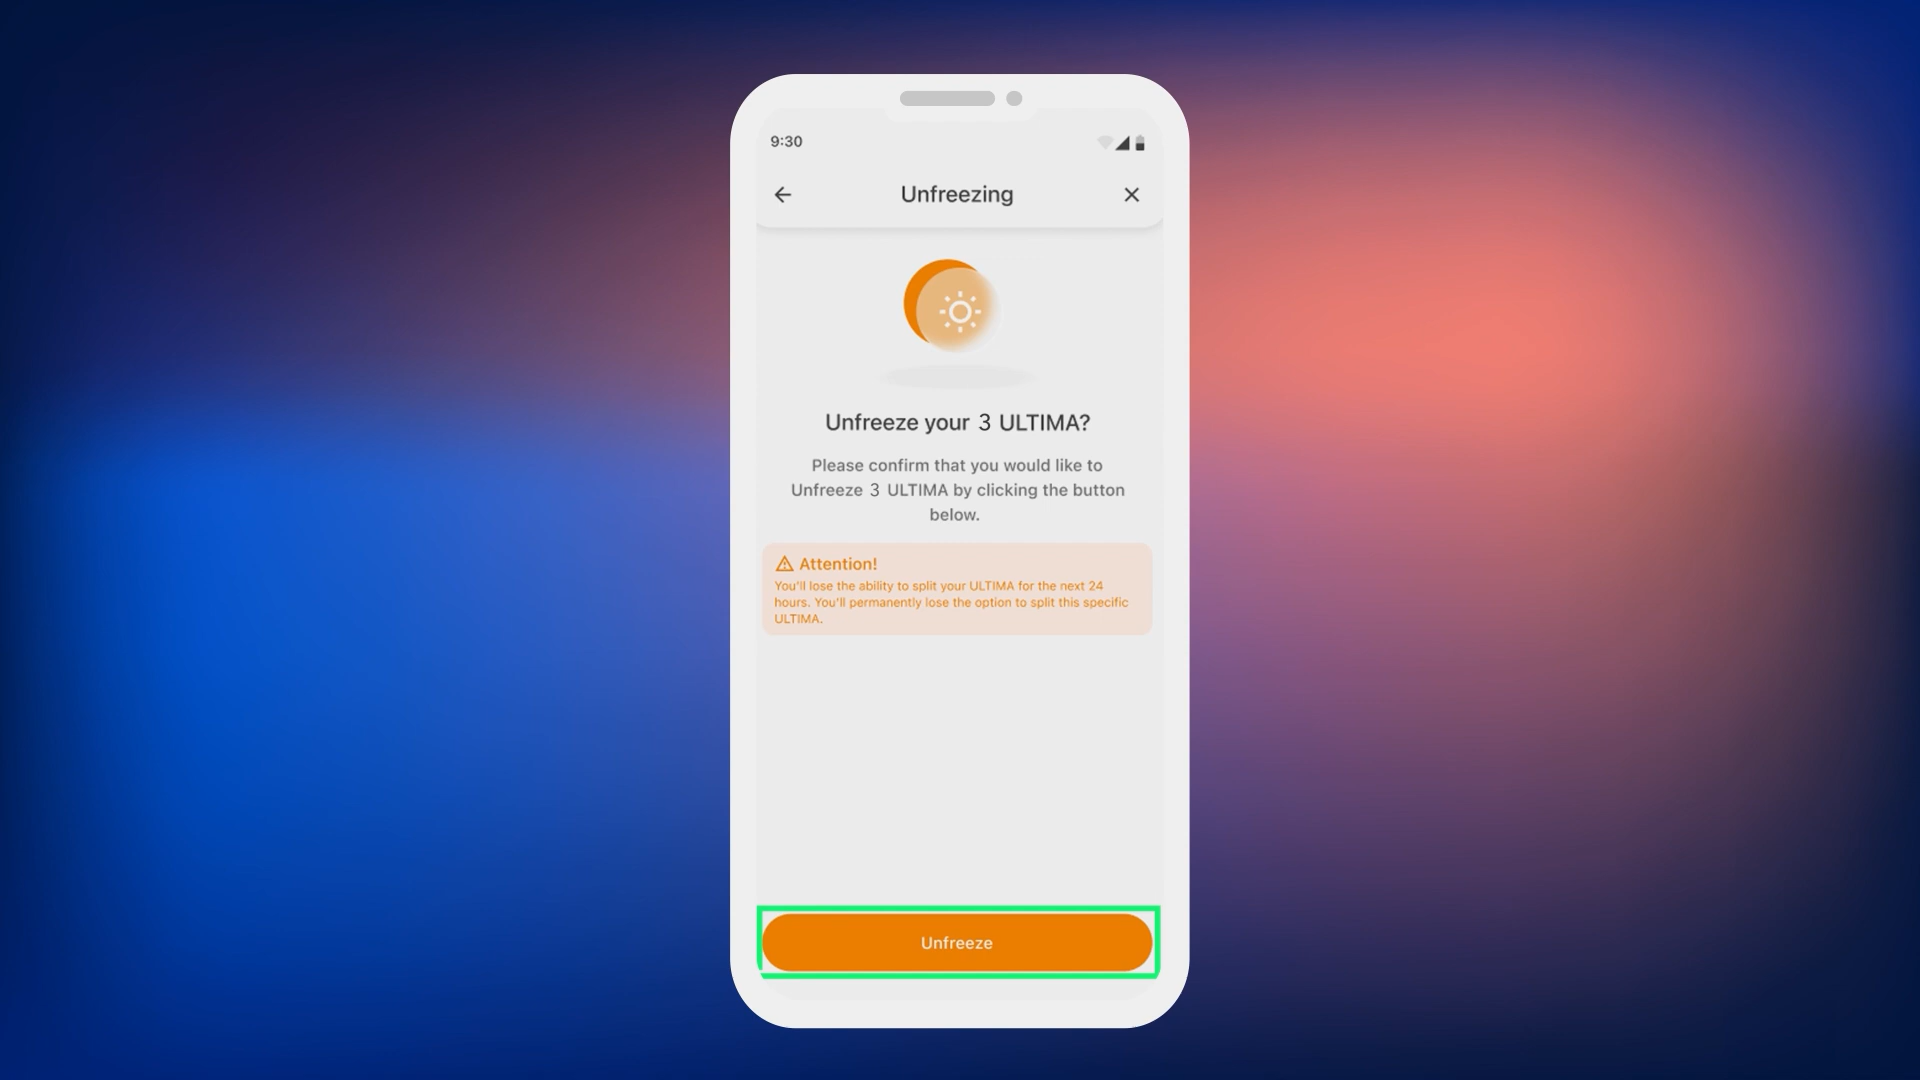 9:30
Unfreezing
Unfreeze your 3 ULTIMA?
Please confirm that you would like to
Unfreeze 3 ULTIMA by clicking the button
below.
Attention!
You'll lose the ability to split your ULTIMA for the next 24
hours. You'll permanently lose the option to split this specific
ULTIMA.
Unfreeze